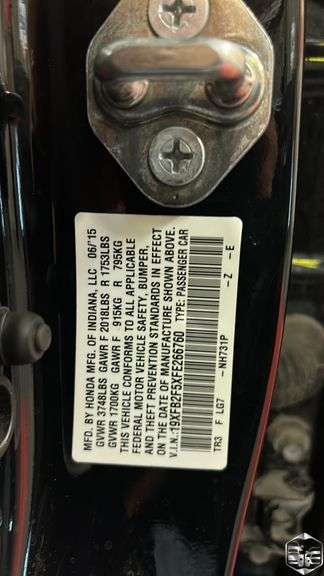 MFD. BY HONDA MFG. OF INDIANA, LLC 06/'15
GVWR 3748LBS GAWR F 2018LBS R 1753LBS
GVWR 1700KG GAWR F 915KG R 795KG
THIS VEHICLE CONFORMS TO ALL APPLICABLE
FEDERAL MOTOR VEHICLE SAFETY, BUMPER,
AND THEFT PREVENTION STANDARDS IN EFFECT
ON THE DATE OF MANUFACTURE SHOWN ABOVE.
V.I.N.:19XFB2F5XFE266760 TYPE: PASSENGER CAR
TR3 F LG7 -NH731P -Z -E